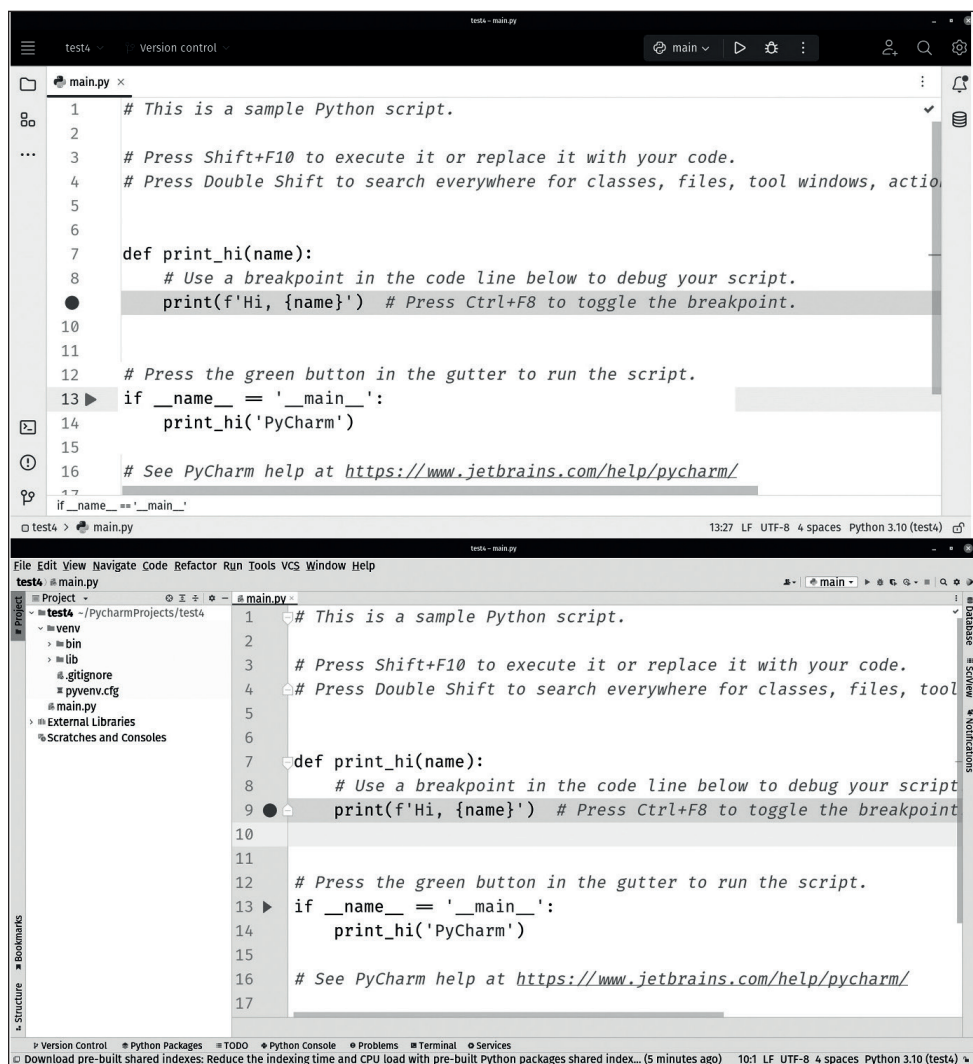 test4 – main.py
test4 Version control main
main.py ×
1 # This is a sample Python script.
2
3 # Press Shift+F10 to execute it or replace it with your code.
4 # Press Double Shift to search everywhere for classes, files, tool windows, actio
5
6
7 def print_hi(name):
8 # Use a breakpoint in the code line below to debug your script.
print(f'Hi, {name}') # Press Ctrl+F8 to toggle the breakpoint.
10
11
12 # Press the green button in the gutter to run the script.
13 if __name__ == '__main__':
14 print_hi('PyCharm')
15
16 # See PyCharm help at https://www.jetbrains.com/help/pycharm/
17
if __name__ == '__main__'
test4 > main.py 13:27 LF UTF-8 4 spaces Python 3.10 (test4)
test4 – main.py
File Edit View Navigate Code Refactor Run Tools VCS Window Help
test4 main.py main
Project
Project
test4 ~/PycharmProjects/test4
venv
bin
lib
.gitignore
pyvenv.cfg
main.py
External Libraries
Scratches and Consoles
main.py ×
1 # This is a sample Python script.
2
3 # Press Shift+F10 to execute it or replace it with your code.
4 # Press Double Shift to search everywhere for classes, files, tool
5
6
7 def print_hi(name):
8 # Use a breakpoint in the code line below to debug your script
9 print(f'Hi, {name}') # Press Ctrl+F8 to toggle the breakpoint
10
11
12 # Press the green button in the gutter to run the script.
13 if __name__ == '__main__':
14 print_hi('PyCharm')
15
16 # See PyCharm help at https://www.jetbrains.com/help/pycharm/
17
Database
SciView
Notifications
Bookmarks
Structure
Version Control Python Packages TODO Python Console Problems Terminal Services
Download pre-built shared indexes: Reduce the indexing time and CPU load with pre-built Python packages shared index... (5 minutes ago) 10:1 LF UTF-8 4 spaces Python 3.10 (test4)